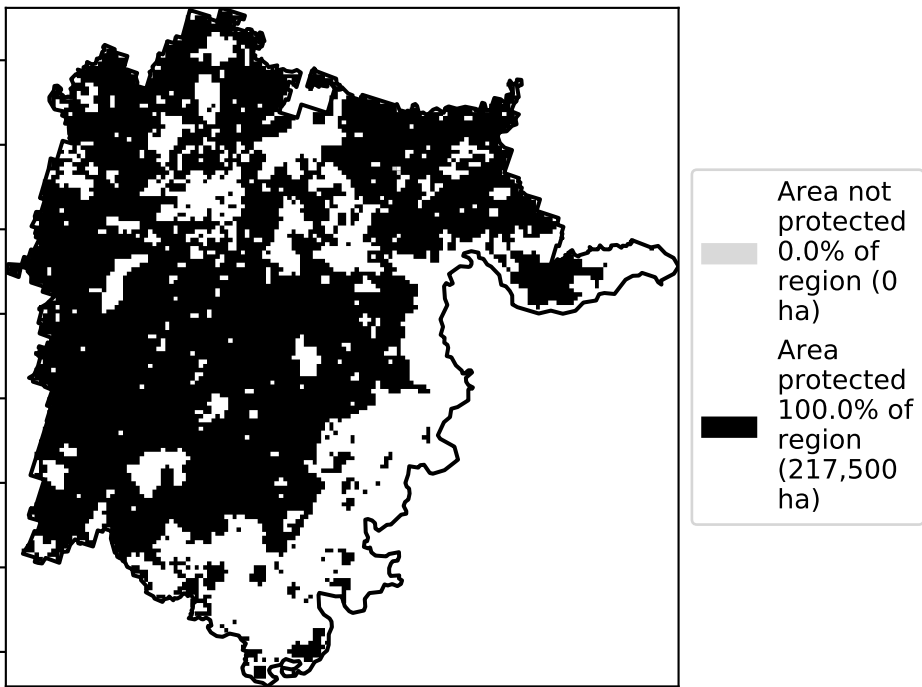 Area not
protected
0.0% of
region (0
ha)
Area
protected
100.0% of
region
(217,500
ha)